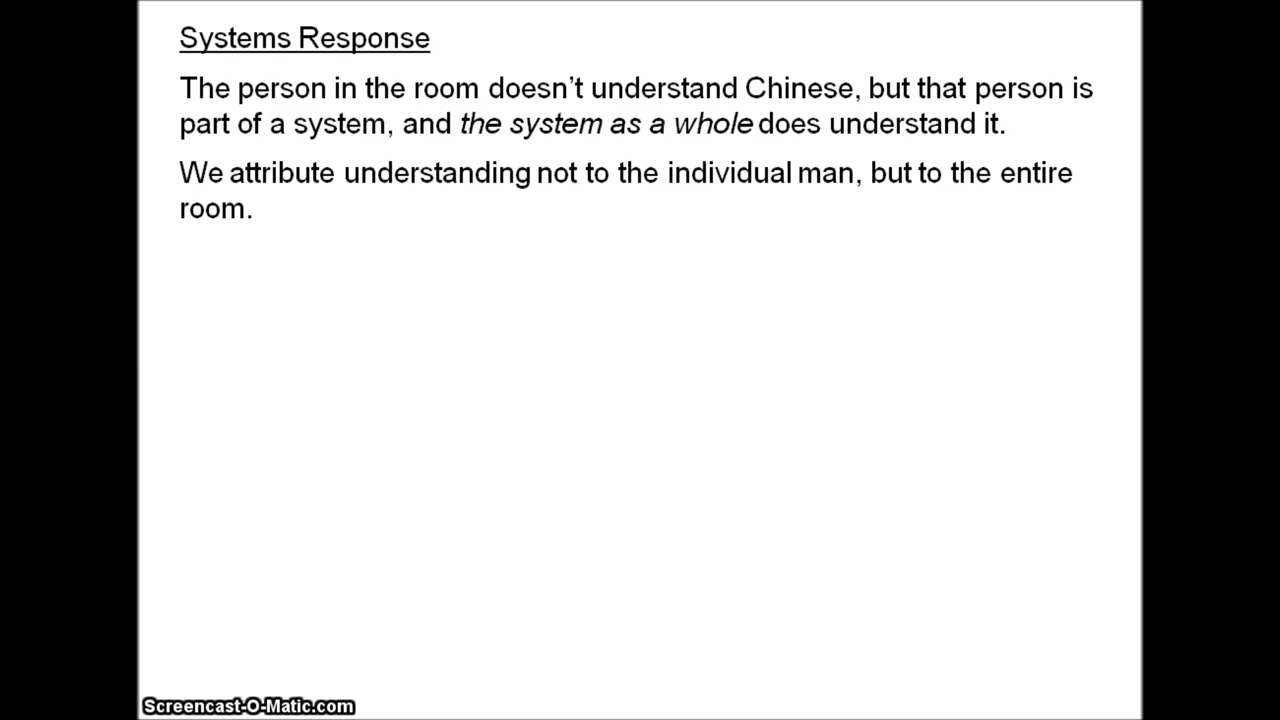 Systems Response
The person in the room doesn’t understand Chinese, but that person is
part of a system, and the system as a whole does understand it.
We attribute understanding not to the individual man, but to the entire
room.
Screencast-O-Matic.com